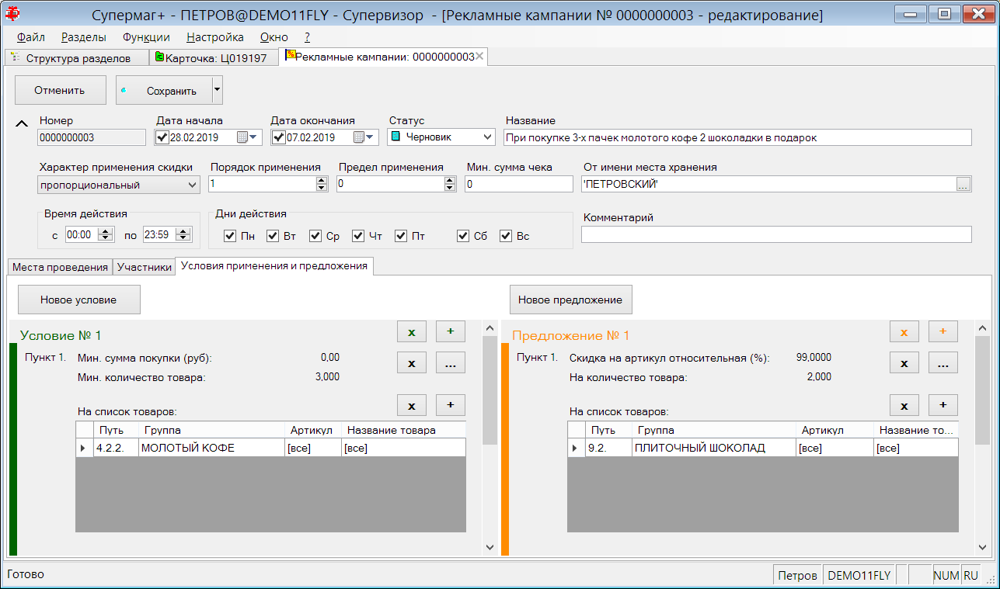 Супермаг+ - ПЕТРОВ@DEMO11FLY - Супервизор - [Рекламные кампании № 0000000003 - редактирование]
Файл Разделы Функции Настройка Окно ?
Структура разделов Карточка: Ц019197 Рекламные кампании: 0000000003
Отменить Сохранить
Номер Дата начала Дата окончания Статус Название
0000000003 28.02.2019 07.02.2019 Черновик При покупке 3-х пачек молотого кофе 2 шоколадки в подарок
Характер применения скидки Порядок применения Предел применения Мин. сумма чека От имени места хранения
пропорциональный 1 0 0 'ПЕТРОВСКИЙ' ...
Время действия Дни действия Комментарий
с 00:00 по 23:59 Пн Вт Ср Чт Пт Сб Вс
Места проведения Участники Условия применения и предложения
Новое условие Новое предложение
Условие № 1 x + Предложение № 1 x +
Пункт 1. Мин. сумма покупки (руб): 0,00 x ... Пункт 1. Скидка на артикул относительная (%): 99,0000 x ...
Мин. количество товара: 3,000 На количество товара: 2,000
На список товаров: x + На список товаров: x +
Путь Группа Артикул Название товара Путь Группа Артикул Название то...
4.2.2. МОЛОТЫЙ КОФЕ [все] [все] 9.2. ПЛИТОЧНЫЙ ШОКОЛАД [все] [все]
Готово Петров DEMO11FLY NUM RU